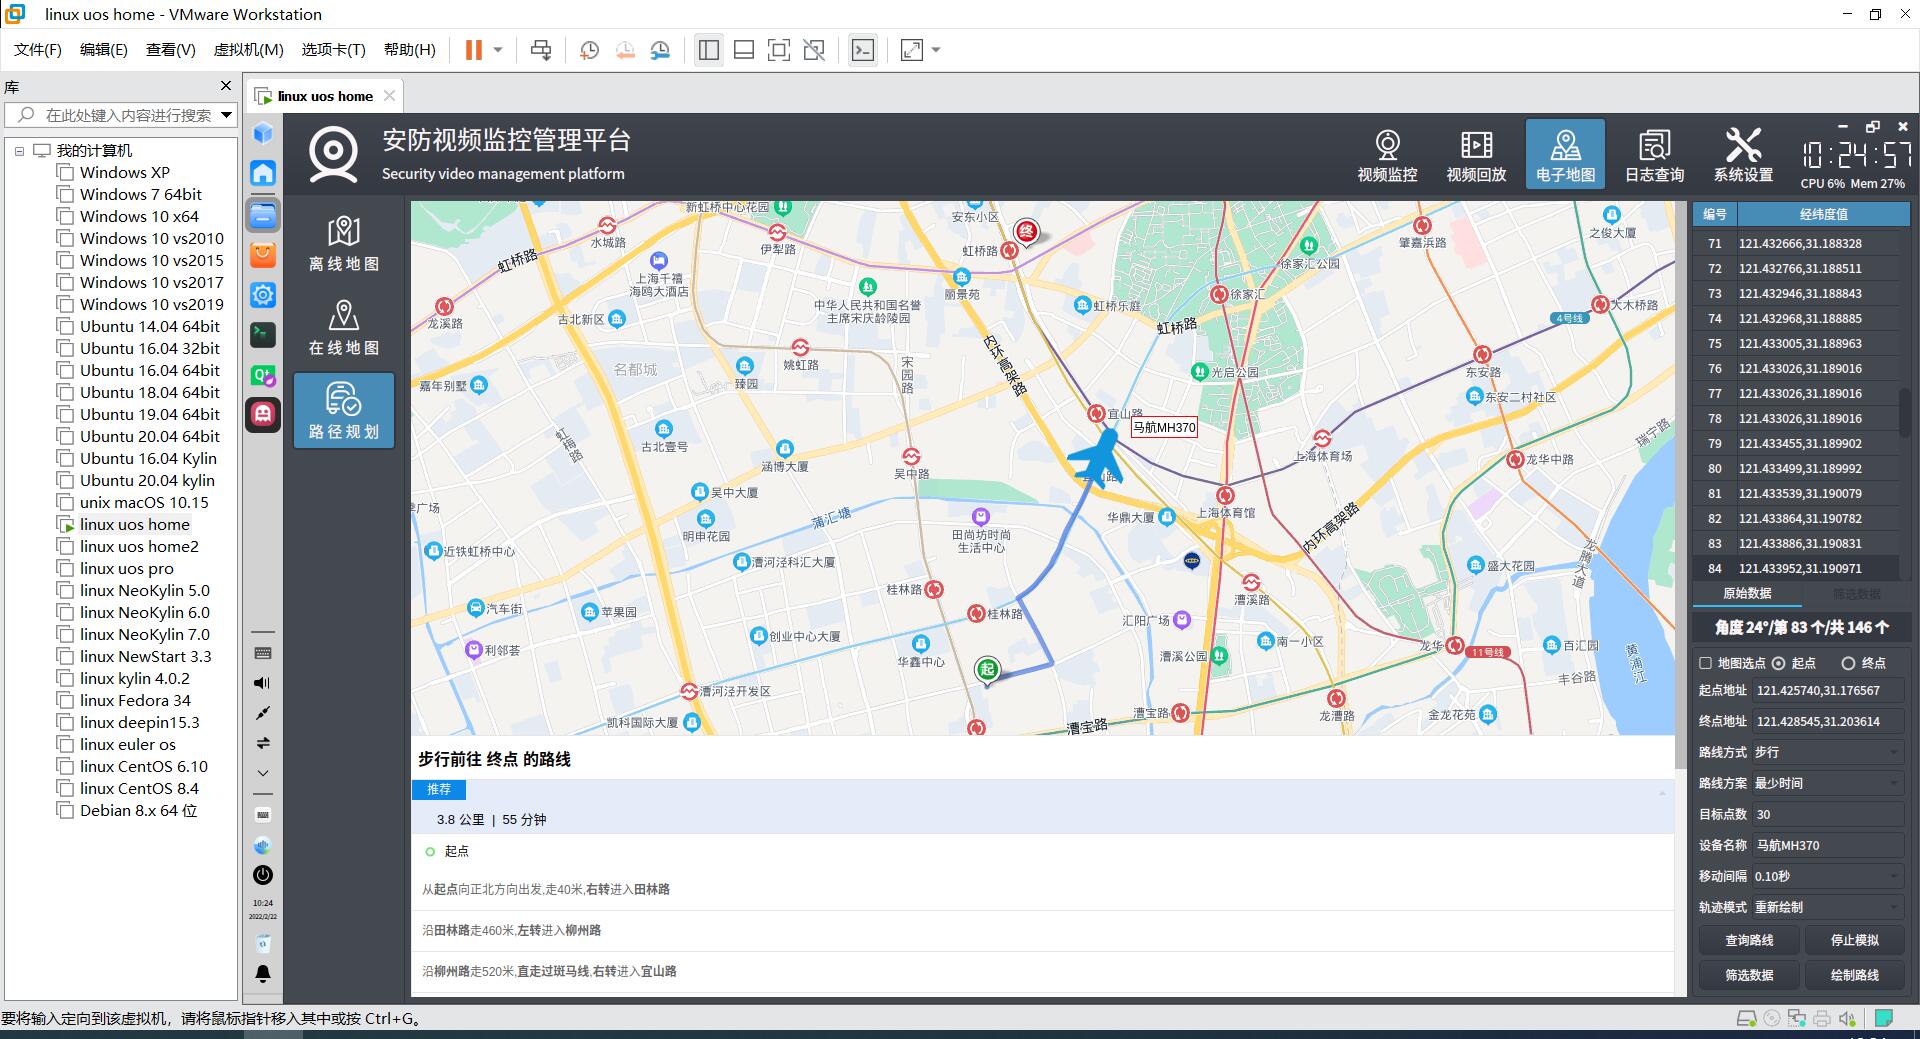 linux uos home - VMware Workstation
文件(F) 编辑(E) 查看(V) 虚拟机(M) 选项卡(T) 帮助(H)
库
在此处键入内容进行搜索
我的计算机
Windows XP
Windows 7 64bit
Windows 10 x64
Windows 10 vs2010
Windows 10 vs2015
Windows 10 vs2017
Windows 10 vs2019
Ubuntu 14.04 64bit
Ubuntu 16.04 32bit
Ubuntu 16.04 64bit
Ubuntu 18.04 64bit
Ubuntu 19.04 64bit
Ubuntu 20.04 64bit
Ubuntu 16.04 Kylin
Ubuntu 20.04 kylin
unix macOS 10.15
linux uos home
linux uos home2
linux uos pro
linux NeoKylin 5.0
linux NeoKylin 6.0
linux NeoKylin 7.0
linux NewStart 3.3
linux kylin 4.0.2
linux Fedora 34
linux deepin15.3
linux euler os
linux CentOS 6.10
linux CentOS 8.4
Debian 8.x 64 位
linux uos home
10:24
2022/2/22
安防视频监控管理平台
Security video management platform
视频监控
视频回放
电子地图
日志查询
系统设置
10:24:57
CPU 6% Mem 27%
离线地图
在线地图
路径规划
新虹桥中心花园
安东小区
终
之俊大厦
水城路
伊犁路
虹桥路
虹桥路
肇嘉浜路
上海千禧
海鸥大酒店
徐家汇公园
中华人民共和国名誉
主席宋庆龄陵园
丽景苑
虹桥乐庭
徐家汇
大木桥路
龙溪路
古北新区
虹桥路
4号线
内环高架路
姚虹路
宋园路
名都城
臻园
光启公园
东安路
嘉年别墅
东安二村社区
宜山路
马航MH370
虹梅路
古北壹号
瑞宁路
涵博大厦
吴中路
上海体育场
龙华中路
宜山路
吴中大厦
蒲汇塘
华鼎大厦
上海体育馆
内环高架路
明申花园
田尚坊时尚
生活中心
近铁虹桥中心
漕河泾科汇大厦
盛大花园
龙腾大道
桂林路
漕溪路
汽车街
苹果园
桂林路
汇阳广场
创业中心大厦
南一小区
利邻荟
华鑫中心
漕溪公园
龙华
11号线
百汇园
黄浦江
起
丰谷路
漕河泾开发区
凯科国际大厦
漕宝路
漕宝路
龙漕路
金龙花苑
步行前往 终点 的路线
推荐
3.8 公里 | 55 分钟
起点
从起点向正北方向出发,走40米,右转进入田林路
沿田林路走460米,左转进入柳州路
沿柳州路走520米,直走过斑马线,右转进入宜山路
编号 经纬度值
71 121.432666,31.188328
72 121.432766,31.188511
73 121.432946,31.188843
74 121.432968,31.188885
75 121.433005,31.188963
76 121.433026,31.189016
77 121.433026,31.189016
78 121.433026,31.189016
79 121.433455,31.189902
80 121.433499,31.189992
81 121.433539,31.190079
82 121.433864,31.190782
83 121.433886,31.190831
84 121.433952,31.190971
原始数据 筛选数据
角度 24°/第 83 个/共 146 个
地图选点 起点 终点
起点地址 121.425740,31.176567
终点地址 121.428545,31.203614
路线方式 步行
路线方案 最少时间
目标点数 30
设备名称 马航MH370
移动间隔 0.10秒
轨迹模式 重新绘制
查询路线 停止模拟
筛选数据 绘制路线
要将输入定向到该虚拟机，请将鼠标指针移入其中或按 Ctrl+G。